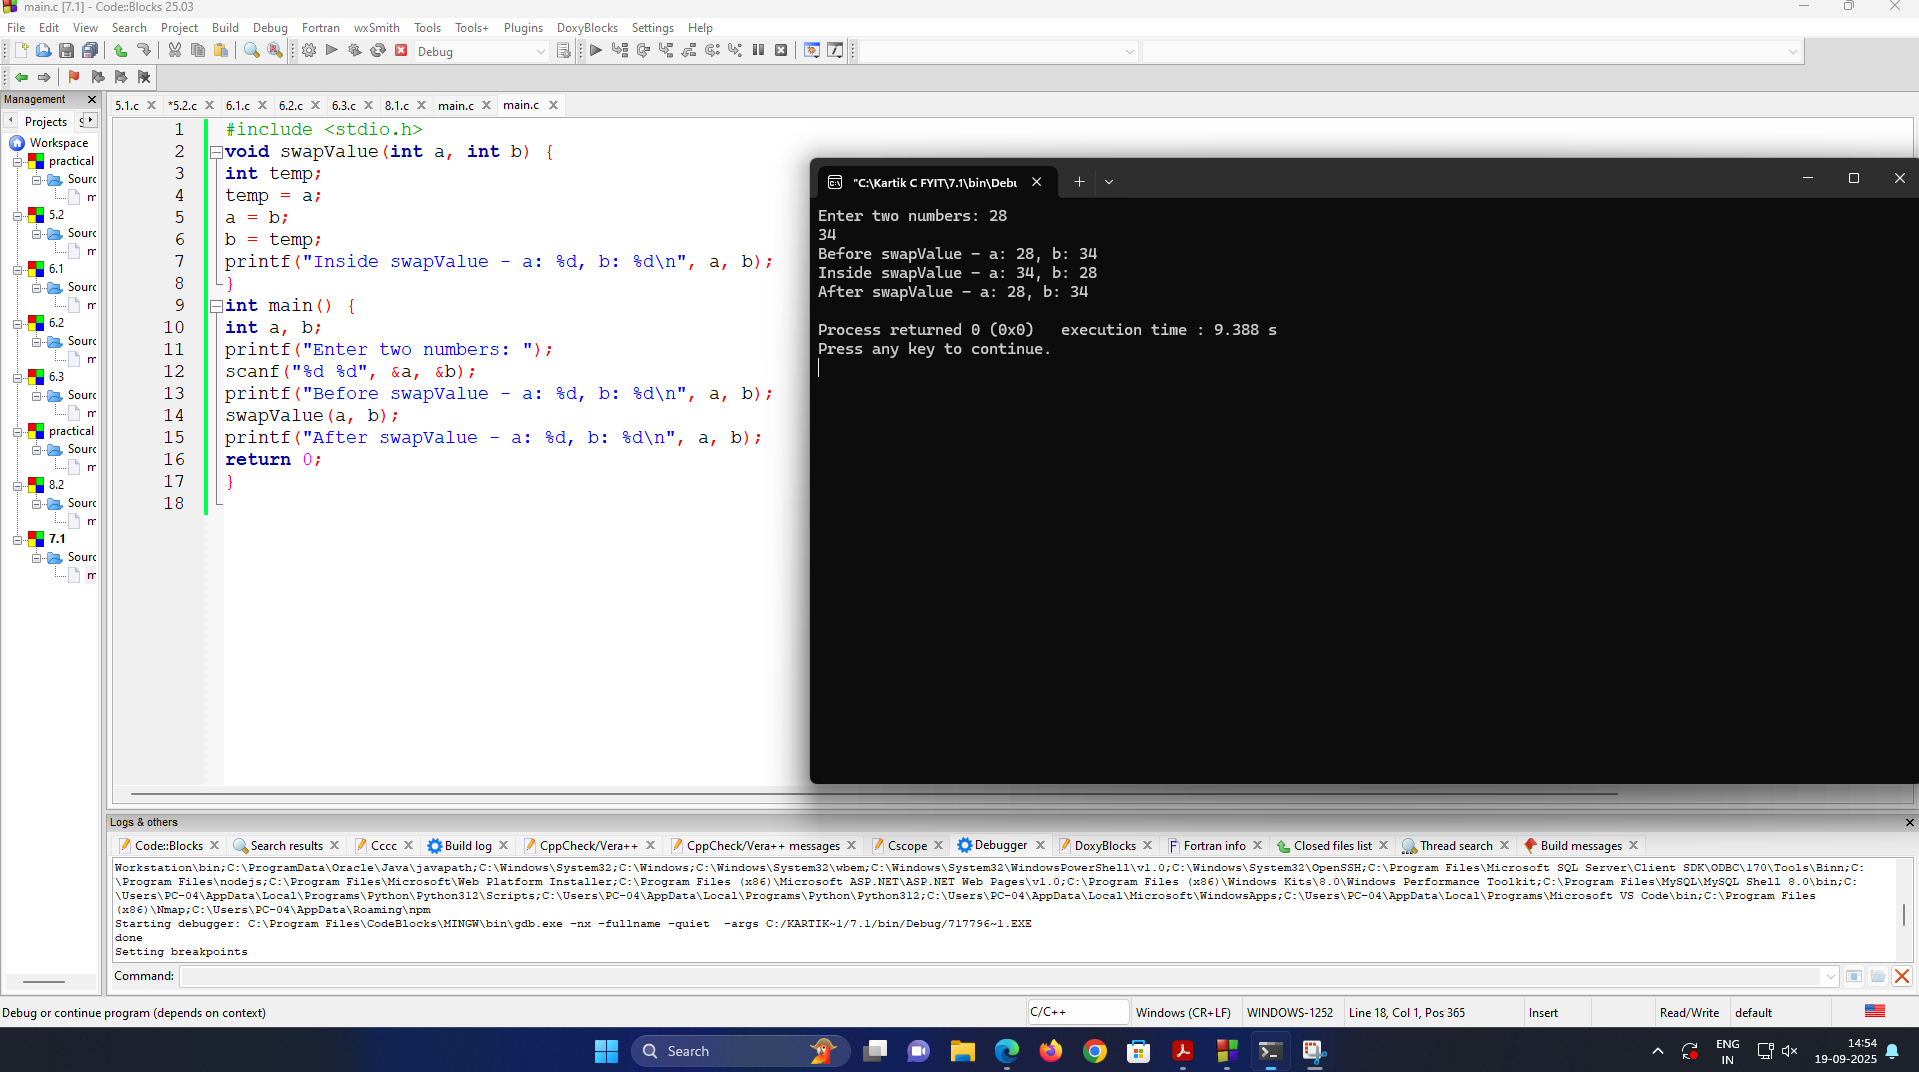 main.c [7.1] - Code::Blocks 25.03
File Edit View Search Project Build Debug Fortran wxSmith Tools Tools+ Plugins DoxyBlocks Settings Help
Debug
Management
5.1.c *5.2.c 6.1.c 6.2.c 6.3.c 8.1.c main.c main.c
Projects
Workspace
practical
Sourc
m
5.2
Sourc
m
6.1
Sourc
m
6.2
Sourc
m
6.3
Sourc
m
practical
Sourc
m
8.2
Sourc
m
7.1
Sourc
m
1 #include <stdio.h>
2 void swapValue(int a, int b) {
3 int temp;
4 temp = a;
5 a = b;
6 b = temp;
7 printf("Inside swapValue - a: %d, b: %d\n", a, b);
8 }
9 int main() {
10 int a, b;
11 printf("Enter two numbers: ");
12 scanf("%d %d", &a, &b);
13 printf("Before swapValue - a: %d, b: %d\n", a, b);
14 swapValue(a, b);
15 printf("After swapValue - a: %d, b: %d\n", a, b);
16 return 0;
17 }
18
"C:\Kartik C FYIT\7.1\bin\Debu
Enter two numbers: 28
34
Before swapValue - a: 28, b: 34
Inside swapValue - a: 34, b: 28
After swapValue - a: 28, b: 34
Process returned 0 (0x0) execution time : 9.388 s
Press any key to continue.
Logs & others
Code::Blocks Search results Cccc Build log CppCheck/Vera++ CppCheck/Vera++ messages Cscope Debugger DoxyBlocks Fortran info Closed files list Thread search Build messages
Workstation\bin;C:\ProgramData\Oracle\Java\javapath;C:\Windows\System32;C:\Windows;C:\Windows\System32\wbem;C:\Windows\System32\WindowsPowerShell\v1.0;C:\Windows\System32\OpenSSH;C:\Program Files\Microsoft SQL Server\Client SDK\ODBC\170\Tools\Binn;C:
\Program Files\nodejs;C:\Program Files\Microsoft\Web Platform Installer;C:\Program Files (x86)\Microsoft ASP.NET\ASP.NET Web Pages\v1.0;C:\Program Files (x86)\Windows Kits\8.0\Windows Performance Toolkit;C:\Program Files\MySQL\MySQL Shell 8.0\bin;C:
\Users\PC-04\AppData\Local\Programs\Python\Python312\Scripts;C:\Users\PC-04\AppData\Local\Programs\Python\Python312;C:\Users\PC-04\AppData\Local\Microsoft\WindowsApps;C:\Users\PC-04\AppData\Local\Programs\Microsoft VS Code\bin;C:\Program Files
(x86)\Nmap;C:\Users\PC-04\AppData\Roaming\npm
Starting debugger: C:\Program Files\CodeBlocks\MINGW\bin\gdb.exe -nx -fullname -quiet -args C:/KARTIK~1/7.1/bin/Debug/717796~1.EXE
done
Setting breakpoints
Command:
Debug or continue program (depends on context) C/C++ Windows (CR+LF) WINDOWS-1252 Line 18, Col 1, Pos 365 Insert Read/Write default
Search
ENG
IN
14:54
19-09-2025